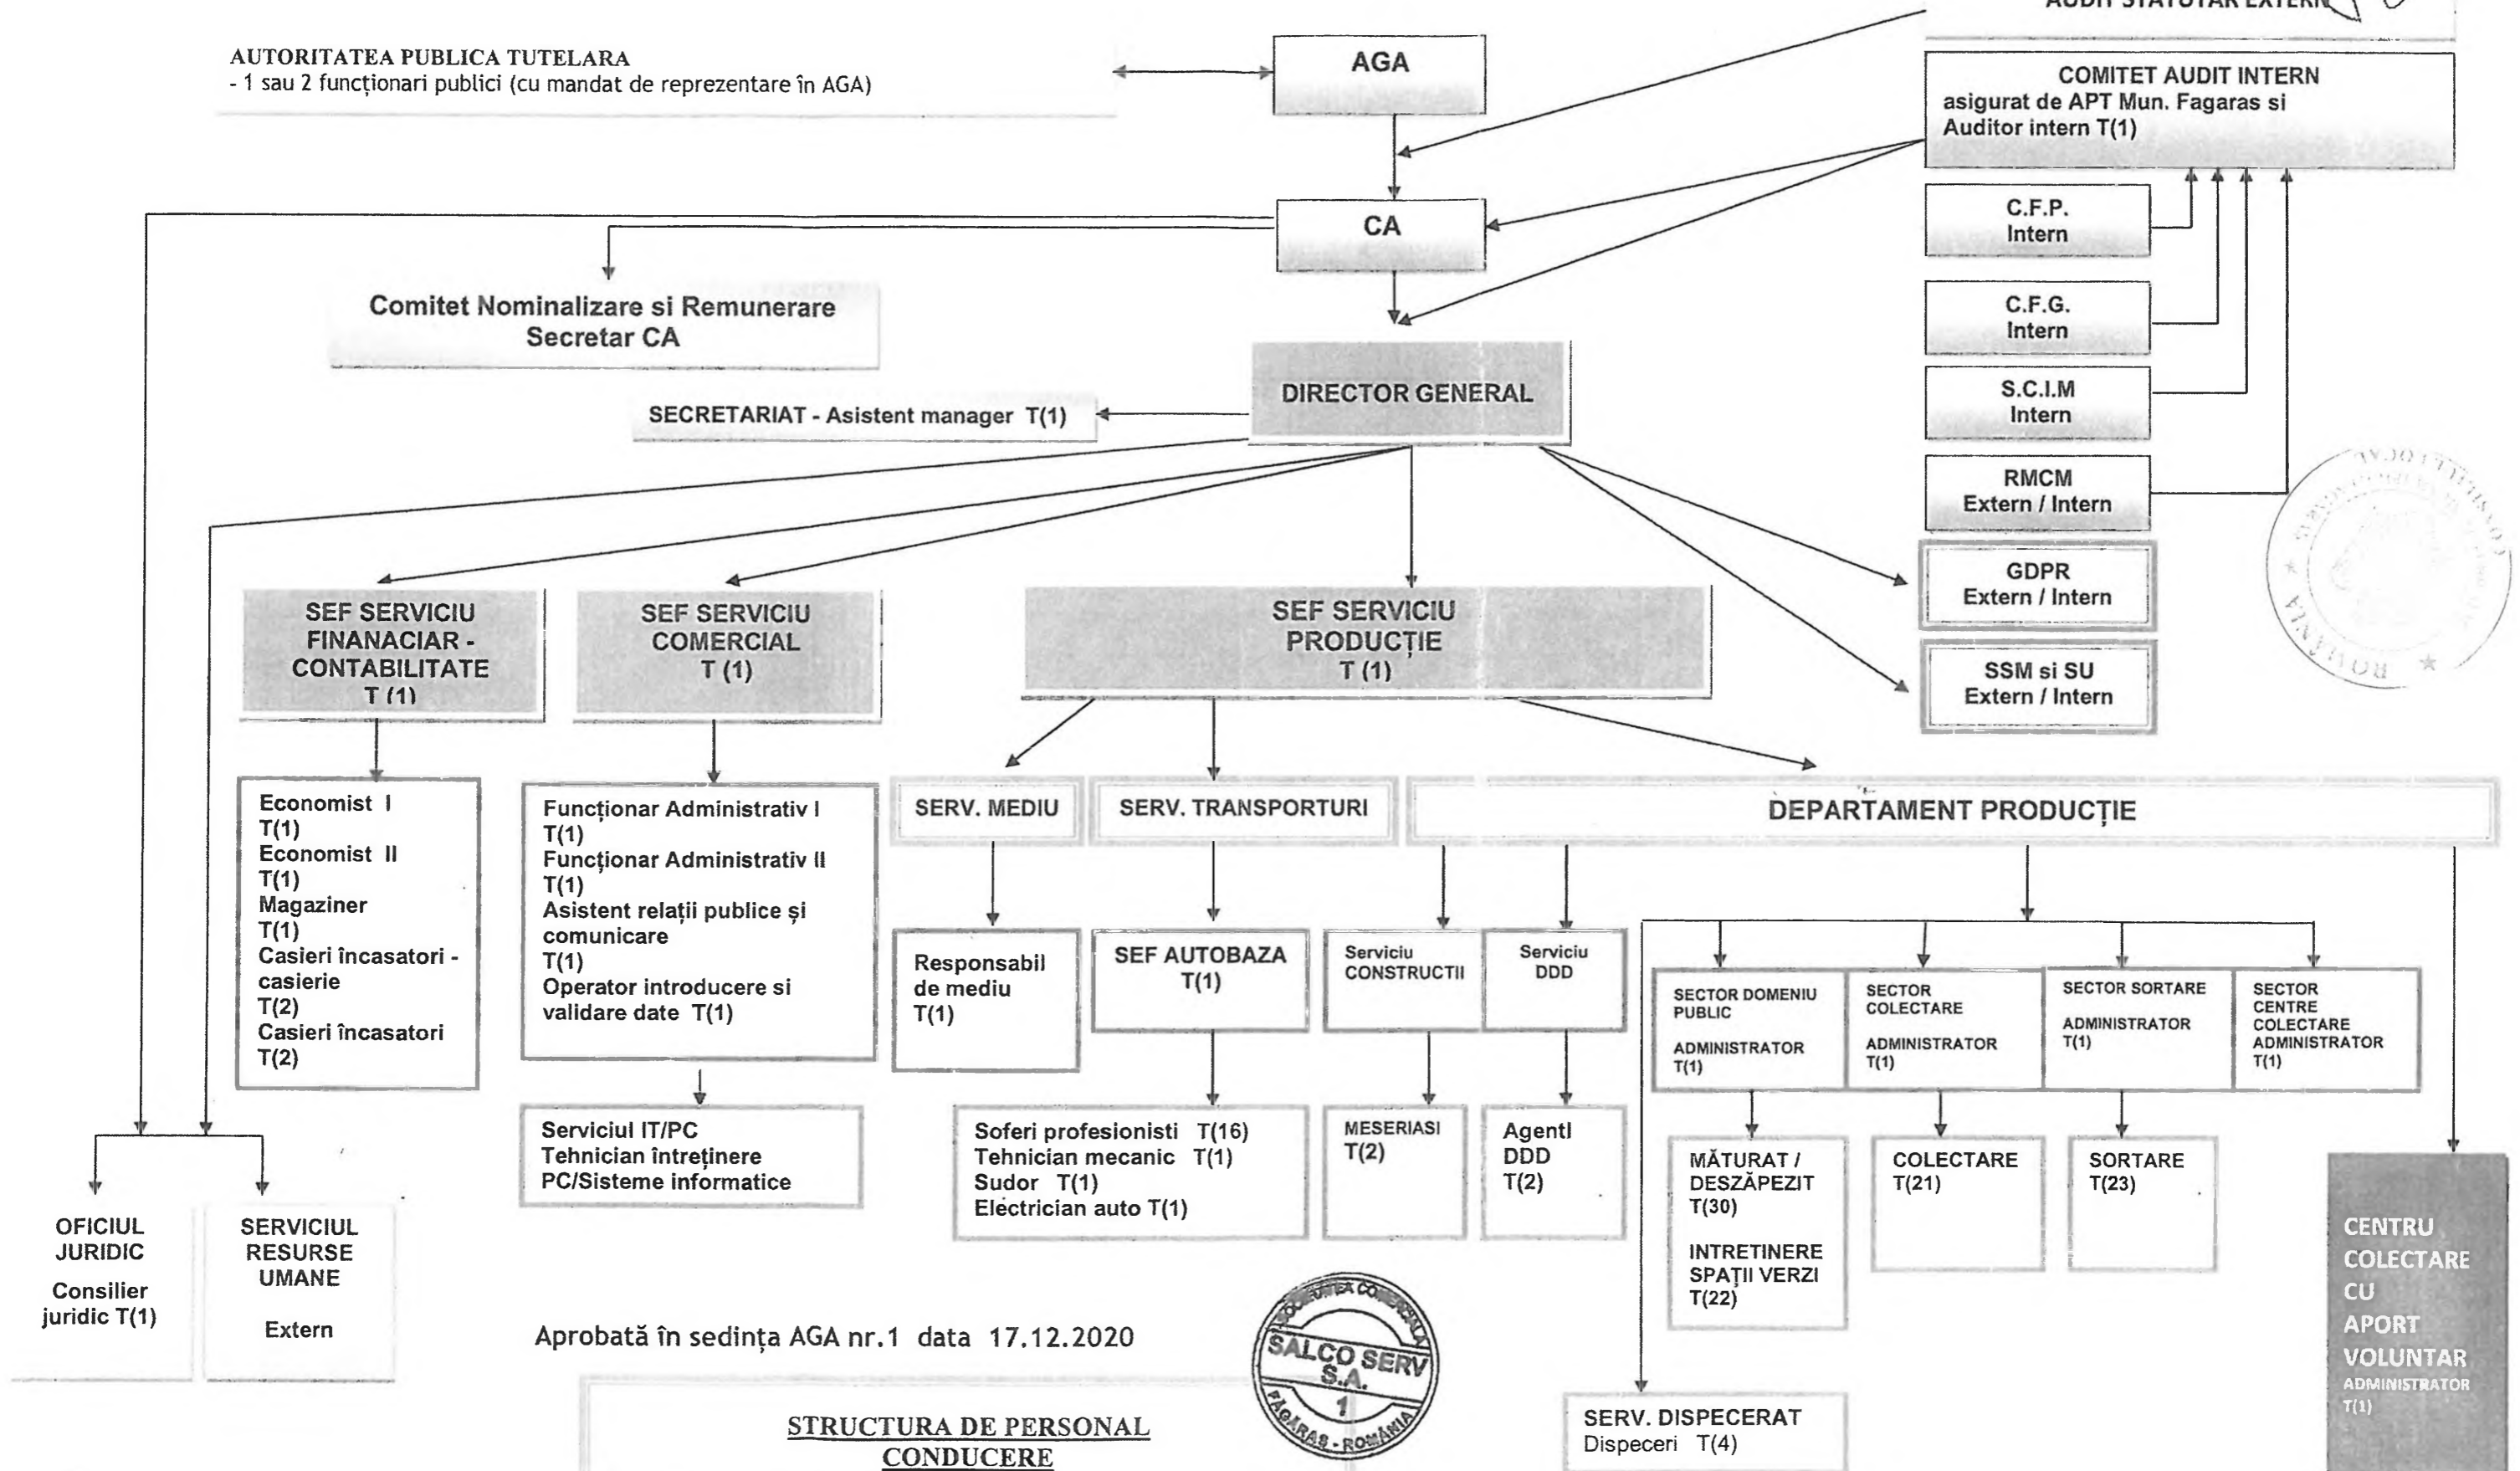 AUDIT STATUTAR EXTERN
AUTORITATEA PUBLICA TUTELARA
- 1 sau 2 funcționari publici (cu mandat de reprezentare în AGA)
AGA
COMITET AUDIT INTERN
asigurat de APT Mun. Fagaras si
Auditor intern T(1)
CA
C.F.P.
Intern
C.F.G.
Intern
S.C.I.M
Intern
RMCM
Extern / Intern
GDPR
Extern / Intern
SSM si SU
Extern / Intern
Comitet Nominalizare si Remunerare
Secretar CA
DIRECTOR GENERAL
SECRETARIAT - Asistent manager T(1)
SEF SERVICIU
FINANACIAR -
CONTABILITATE
T (1)
SEF SERVICIU
COMERCIAL
T (1)
SEF SERVICIU
PRODUCȚIE
T (1)
ROMÂNIA
Economist I
T(1)
Economist II
T(1)
Magaziner
T(1)
Casieri încasatori -
casierie
T(2)
Casieri încasatori
T(2)
Funcționar Administrativ I
T(1)
Funcționar Administrativ II
T(1)
Asistent relații publice și
comunicare
T(1)
Operator introducere si
validare date T(1)
SERV. MEDIU
SERV. TRANSPORTURI
DEPARTAMENT PRODUCȚIE
Responsabil
de mediu
T(1)
SEF AUTOBAZA
T(1)
Serviciu
CONSTRUCTII
Serviciu
DDD
SECTOR DOMENIU
PUBLIC
ADMINISTRATOR
T(1)
SECTOR
COLECTARE
ADMINISTRATOR
T(1)
SECTOR SORTARE
ADMINISTRATOR
T(1)
SECTOR
CENTRE
COLECTARE
ADMINISTRATOR
T(1)
Serviciul IT/PC
Tehnician întreținere
PC/Sisteme informatice
Soferi profesionisti T(16)
Tehnician mecanic T(1)
Sudor T(1)
Electrician auto T(1)
MESERIASI
T(2)
Agenti
DDD
T(2)
MĂTURAT /
DESZĂPEZIT
T(30)
INTRETINERE
SPAȚII VERZI
T(22)
COLECTARE
T(21)
SORTARE
T(23)
OFICIUL
JURIDIC
Consilier
juridic T(1)
SERVICIUL
RESURSE
UMANE
Extern
CENTRU
COLECTARE
CU
APORT
VOLUNTAR
ADMINISTRATOR
T(1)
Aprobată în sedința AGA nr.1 data 17.12.2020
SOCIETATEA COMERCIALA
SALCO SERV
S.A.
1
FĂGĂRAS - ROMÂNIA
SERV. DISPECERAT
Dispeceri T(4)
STRUCTURA DE PERSONAL
CONDUCERE